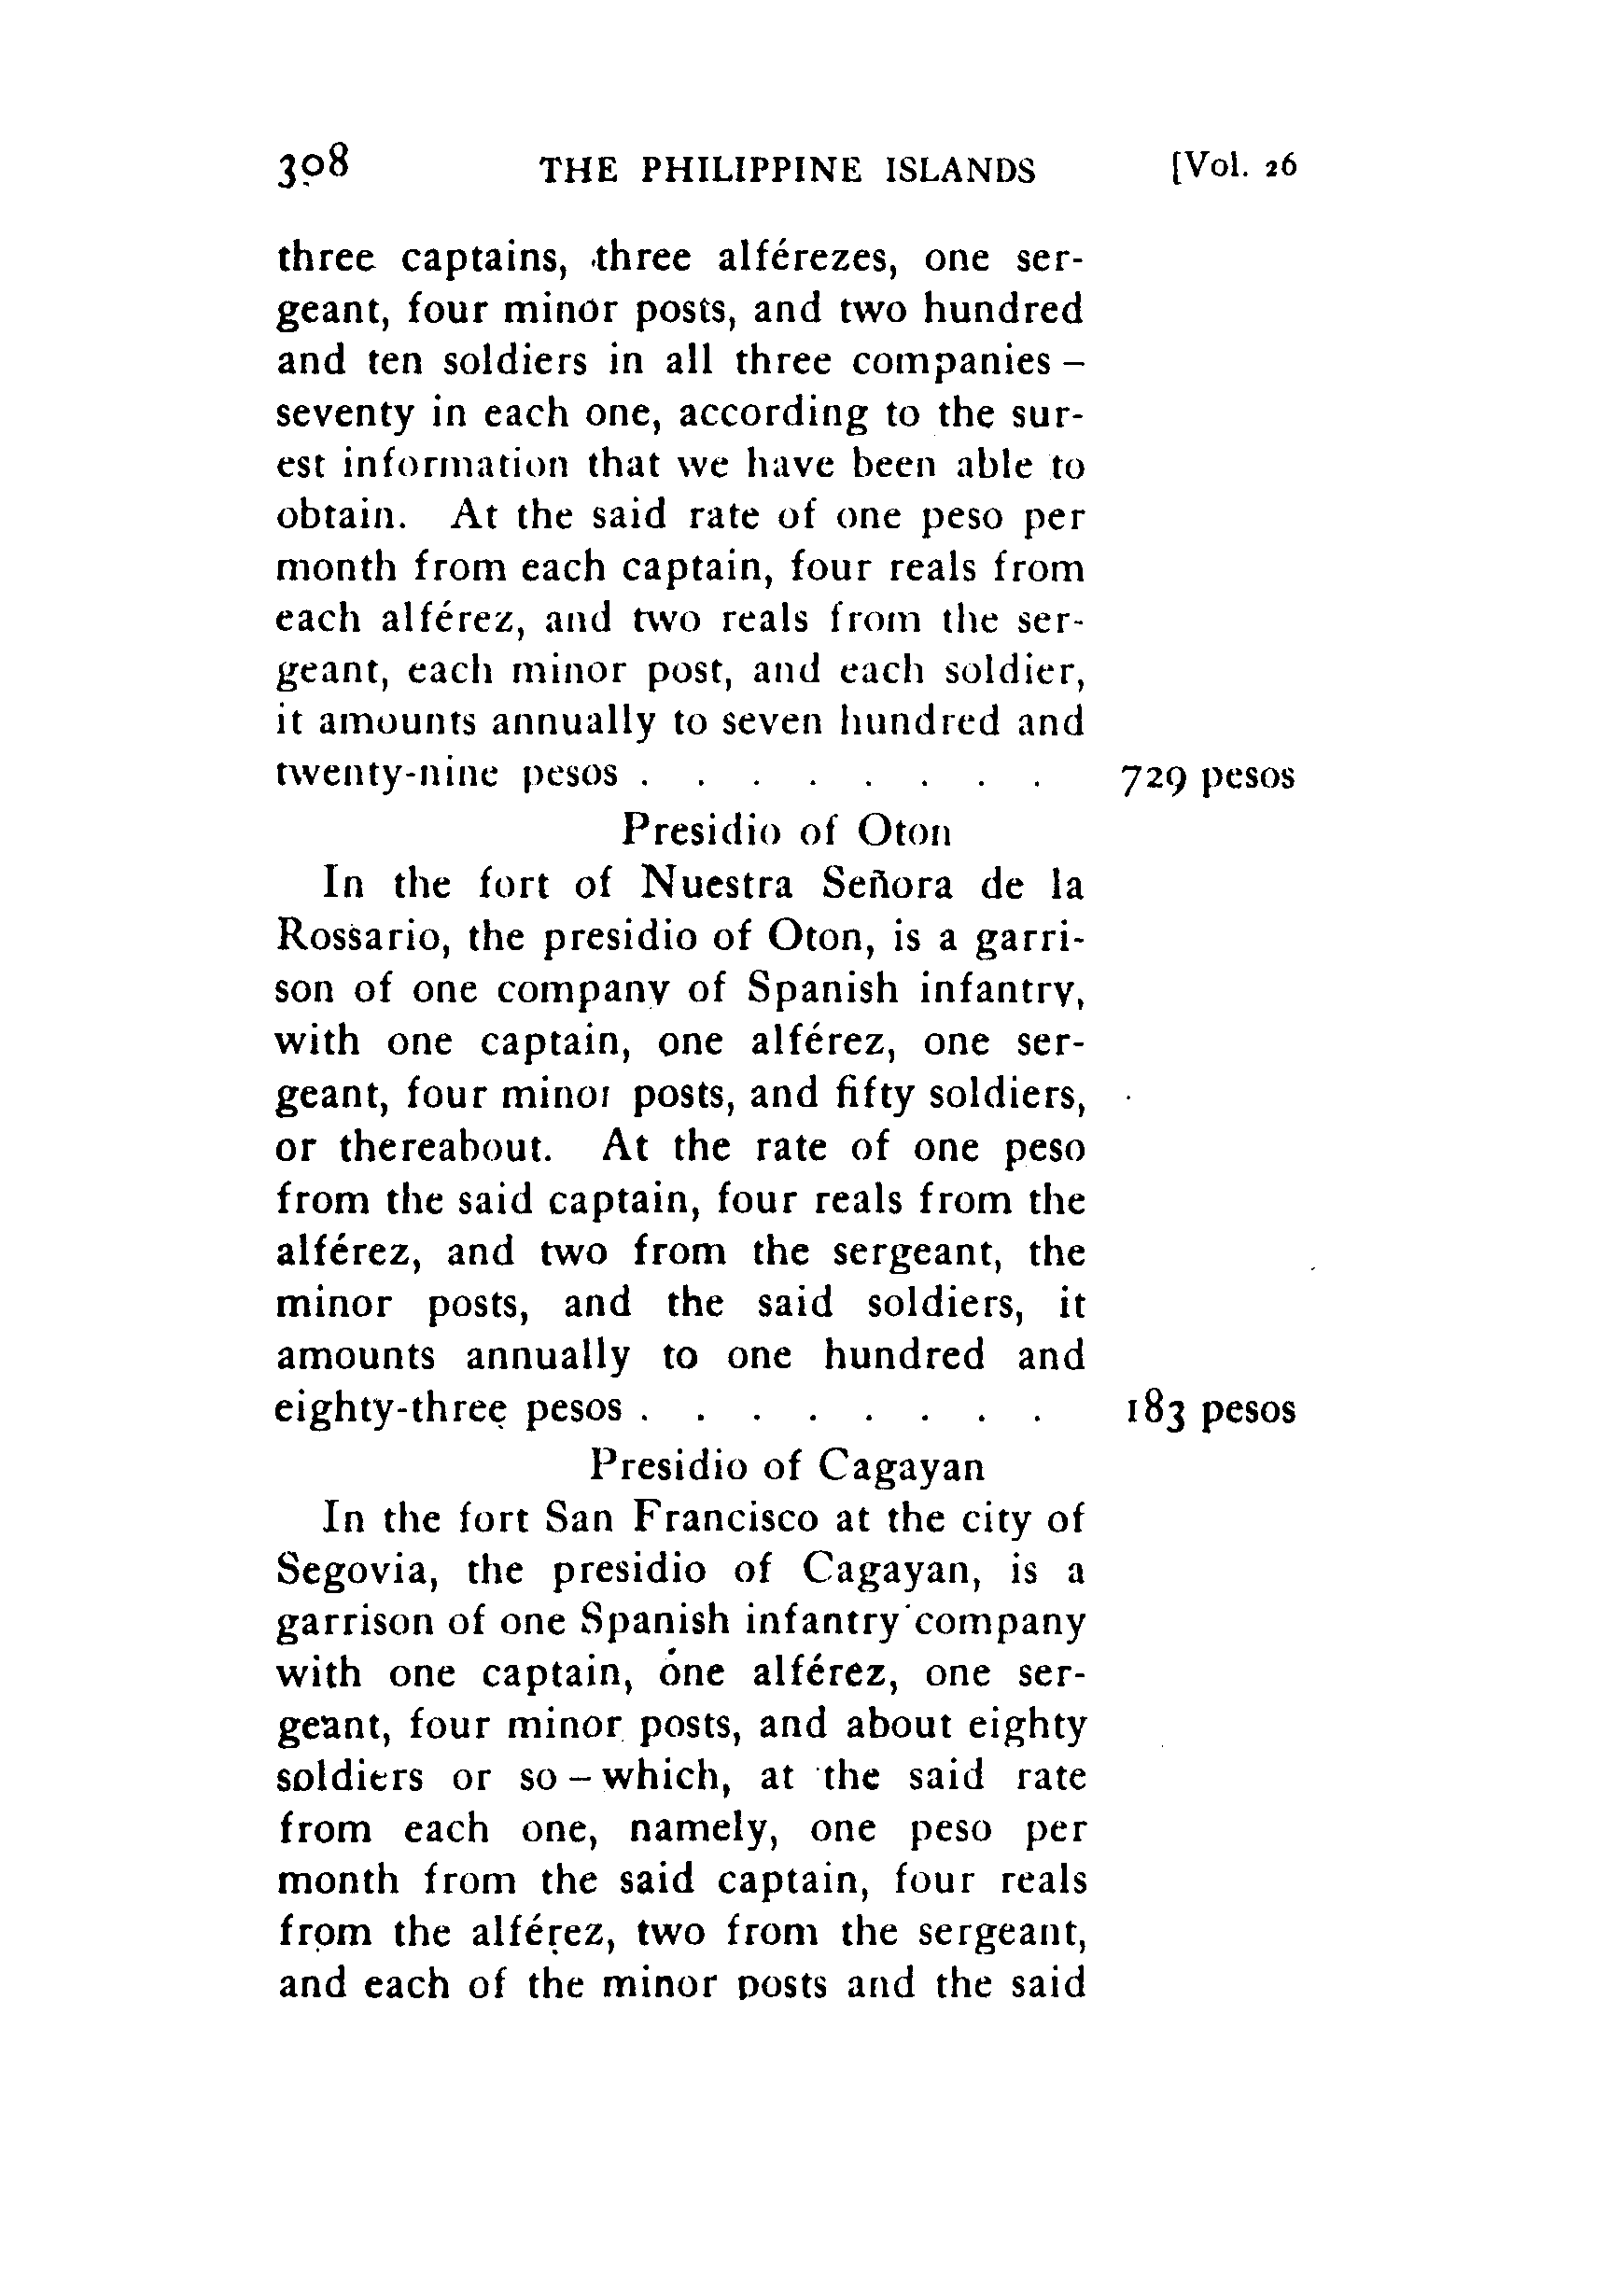 308 THE PHILIPPINE ISLANDS [Vol. 26
three captains, three alférezes, one ser-
geant, four minor posts, and two hundred
and ten soldiers in all three companies –
seventy in each one, according to the sur-
est information that we have been able to
obtain. At the said rate of one peso per
month from each captain, four reals from
each alférez, and two reals from the ser-
geant, each minor post, and each soldier,
it amounts annually to seven hundred and
twenty-nine pesos . . . . . . . . 729 pesos
Presidio of Oton
In the fort of Nuestra Señora de la
Rossario, the presidio of Oton, is a garri-
son of one company of Spanish infantry,
with one captain, one alférez, one ser-
geant, four minor posts, and fifty soldiers,
or thereabout. At the rate of one peso
from the said captain, four reals from the
alférez, and two from the sergeant, the
minor posts, and the said soldiers, it
amounts annually to one hundred and
eighty-three pesos . . . . . . . . 183 pesos
Presidio of Cagayan
In the fort San Francisco at the city of
Segovia, the presidio of Cagayan, is a
garrison of one Spanish infantry company
with one captain, one alférez, one ser-
geant, four minor posts, and about eighty
soldiers or so – which, at the said rate
from each one, namely, one peso per
month from the said captain, four reals
from the alférez, two from the sergeant,
and each of the minor posts and the said